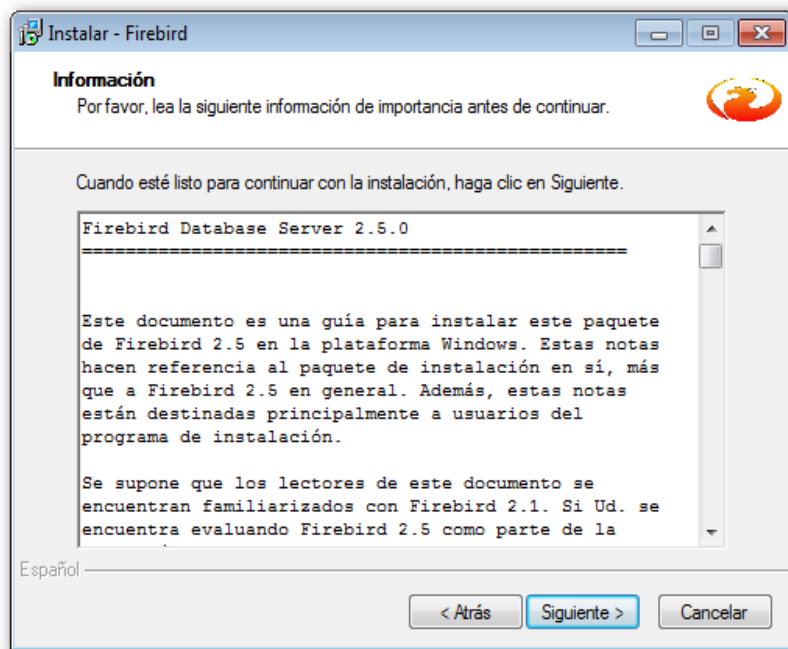 Instalar - Firebird
Información
Por favor, lea la siguiente información de importancia antes de continuar.
Cuando esté listo para continuar con la instalación, haga clic en Siguiente.
Firebird Database Server 2.5.0
==================================================
Este documento es una guía para instalar este paquete
de Firebird 2.5 en la plataforma Windows. Estas notas
hacen referencia al paquete de instalación en sí, más
que a Firebird 2.5 en general. Además, estas notas
están destinadas principalmente a usuarios del
programa de instalación.
Se supone que los lectores de este documento se
encuentran familiarizados con Firebird 2.1. Si Ud. se
encuentra evaluando Firebird 2.5 como parte de la
Español
< Atrás
Siguiente >
Cancelar